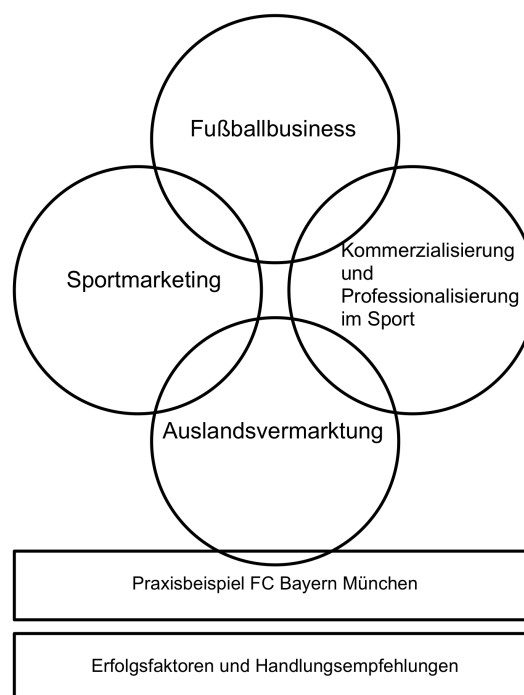 Fußballbusiness
Sportmarketing
Kommerzialisierung
und
Professionalisierung
im Sport
Auslandsvermarktung
Praxisbeispiel FC Bayern München
Erfolgsfaktoren und Handlungsempfehlungen